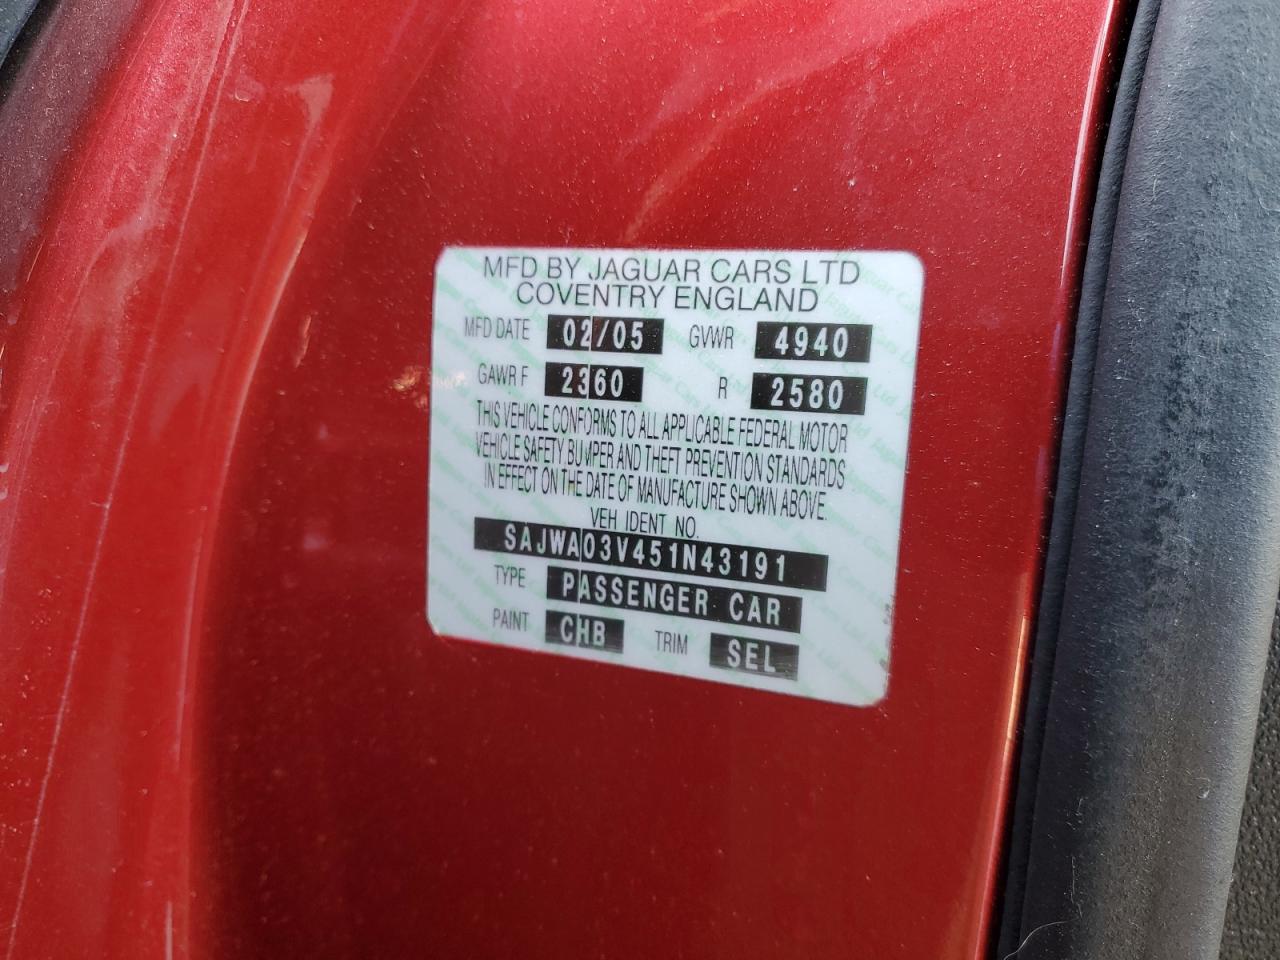 MFD BY JAGUAR CARS LTD
COVENTRY ENGLAND
MFD DATE 02/05 GVWR 4940
GAWR F 2360 R 2580
THIS VEHICLE CONFORMS TO ALL APPLICABLE FEDERAL MOTOR
VEHICLE SAFETY BUMPER AND THEFT PREVENTION STANDARDS
IN EFFECT ON THE DATE OF MANUFACTURE SHOWN ABOVE.
VEH IDENT NO.
SAJWA03V451N43191
TYPE PASSENGER CAR
PAINT CHB TRIM SEL